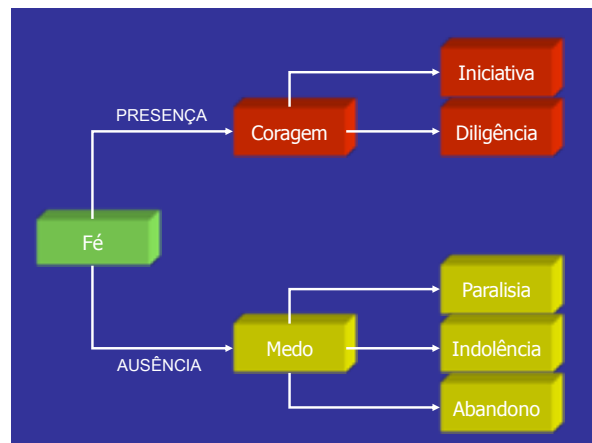 Iniciativa
PRESENÇA
Coragem
Diligência
Fé
Paralisia
Medo
Indolência
AUSÊNCIA
Abandono